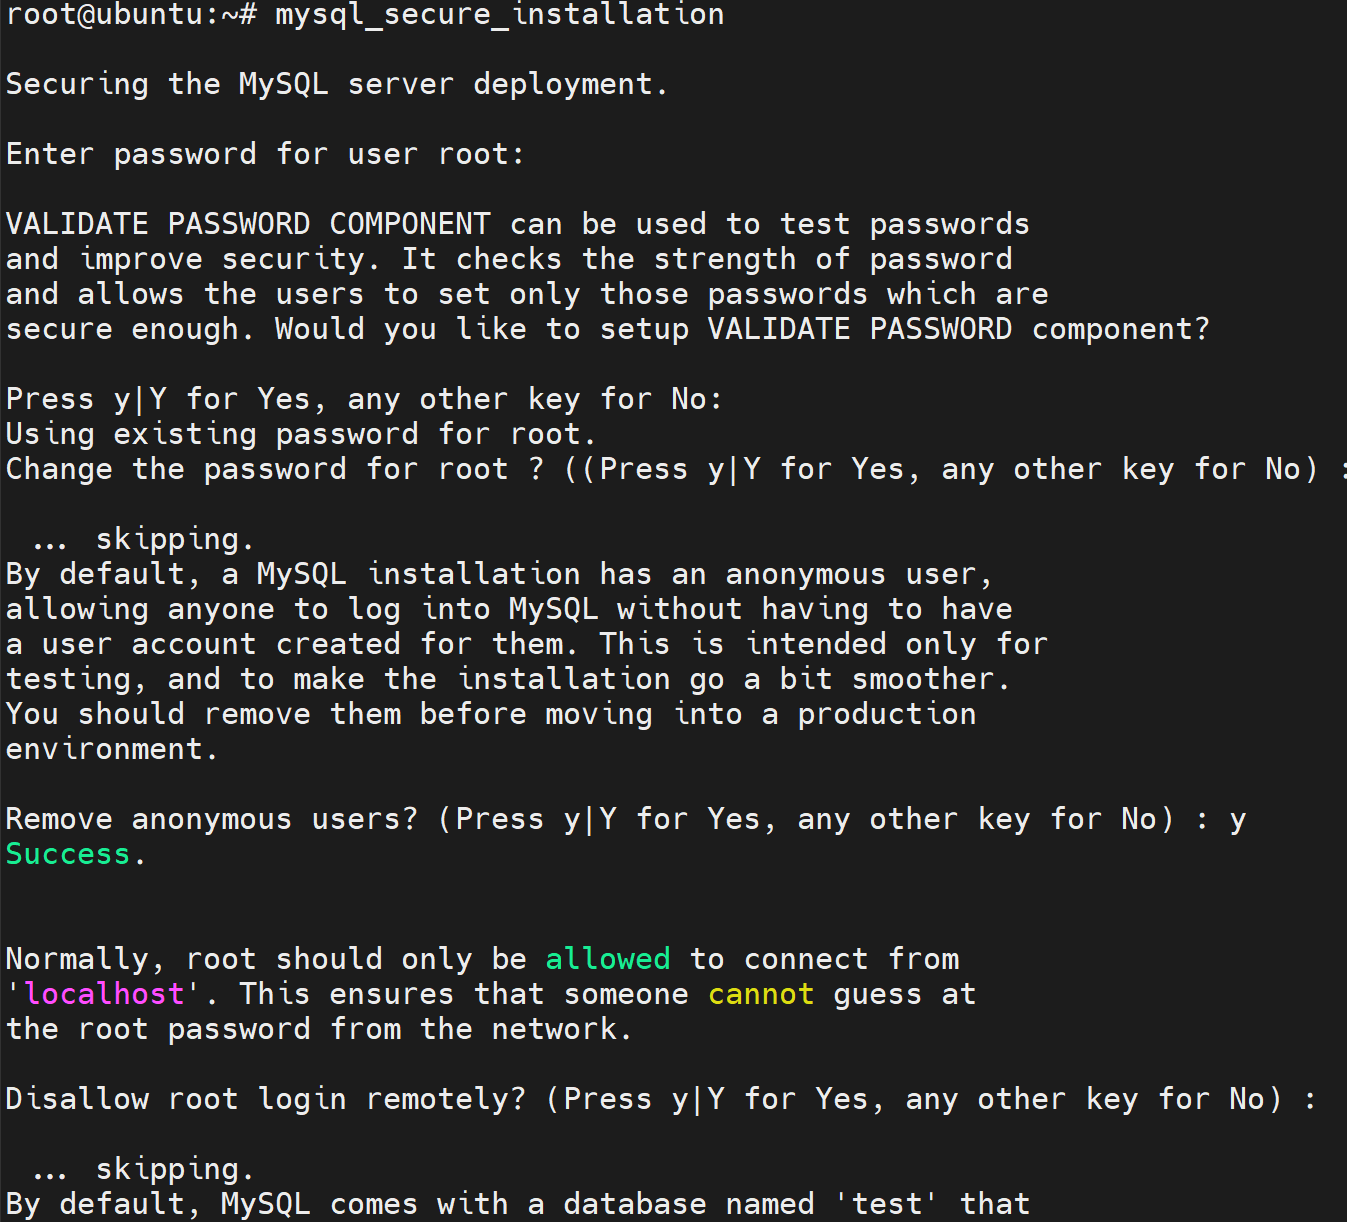 root@ubuntu:~# mysql_secure_installation
Securing the MySQL server deployment.
Enter password for user root:
VALIDATE PASSWORD COMPONENT can be used to test passwords
and improve security. It checks the strength of password
and allows the users to set only those passwords which are
secure enough. Would you like to setup VALIDATE PASSWORD component?
Press y|Y for Yes, any other key for No:
Using existing password for root.
Change the password for root ? ((Press y|Y for Yes, any other key for No) :
... skipping.
By default, a MySQL installation has an anonymous user,
allowing anyone to log into MySQL without having to have
a user account created for them. This is intended only for
testing, and to make the installation go a bit smoother.
You should remove them before moving into a production
environment.
Remove anonymous users? (Press y|Y for Yes, any other key for No) : y
Success.
Normally, root should only be allowed to connect from
'localhost'. This ensures that someone cannot guess at
the root password from the network.
Disallow root login remotely? (Press y|Y for Yes, any other key for No) :
... skipping.
By default, MySQL comes with a database named 'test' that